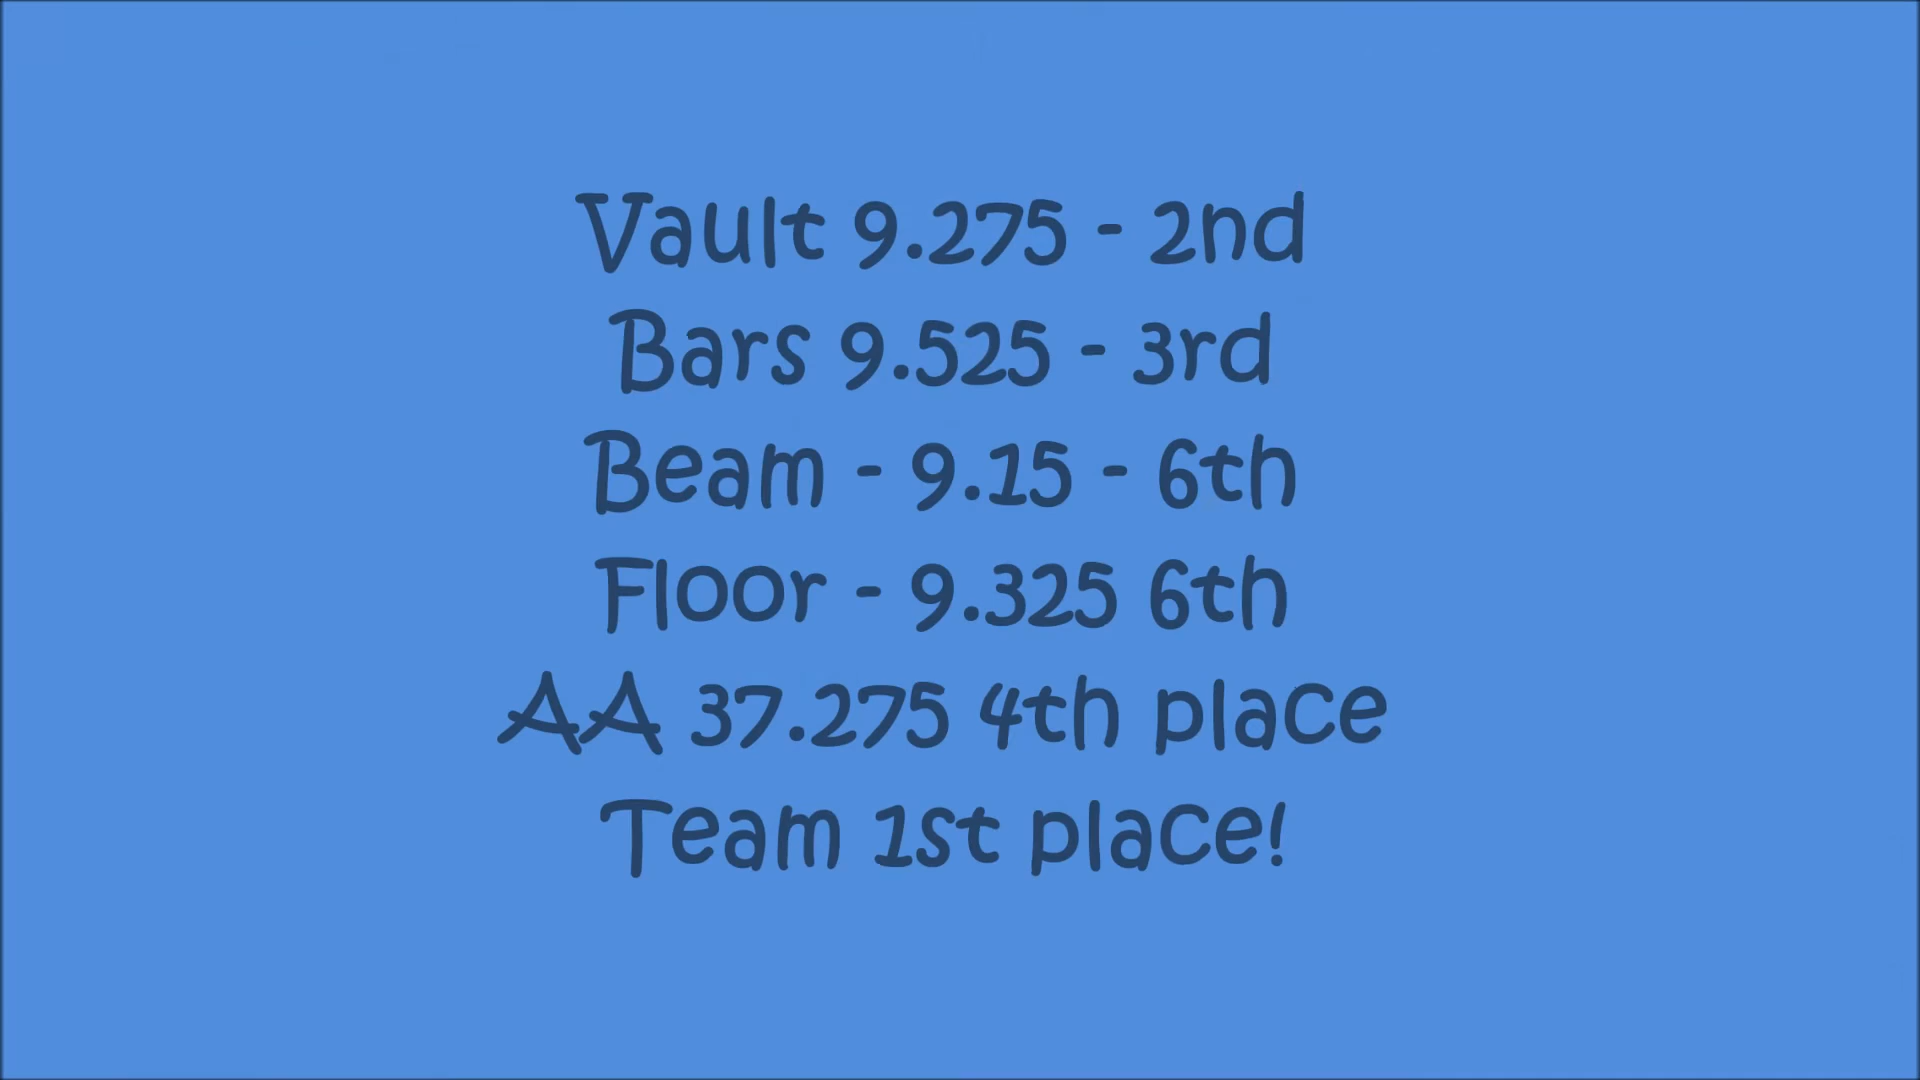 Vault 9.275 - 2nd
Bars 9.525 - 3rd
Beam - 9.15 - 6th
Floor - 9.325 6th
AA 37.275 4th place
Team 1st place!